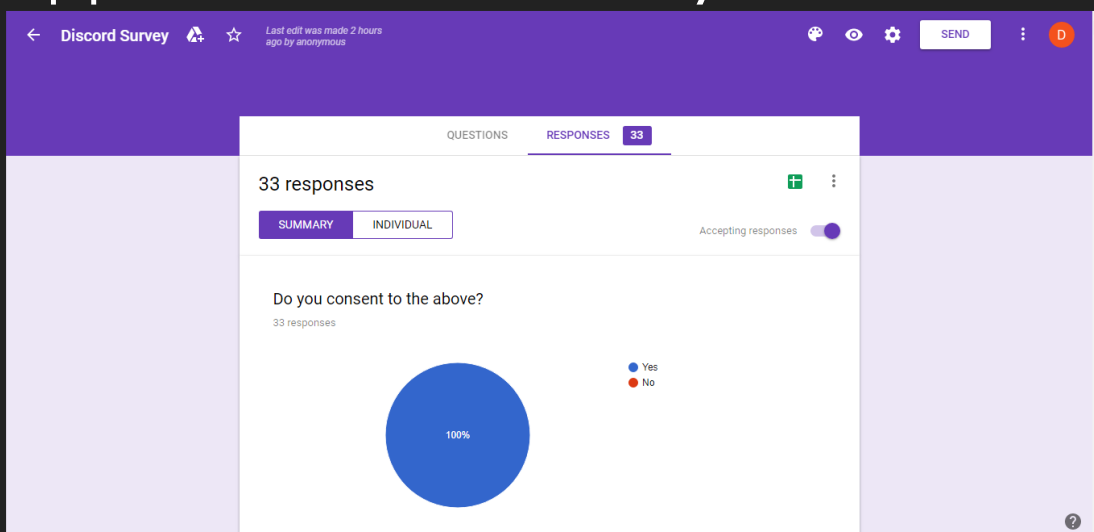 Discord Survey
Last edit was made 2 hours
ago by anonymous
SEND
D
QUESTIONS
RESPONSES 33
33 responses
SUMMARY
INDIVIDUAL
Accepting responses
Do you consent to the above?
33 responses
Yes
No
100%
?